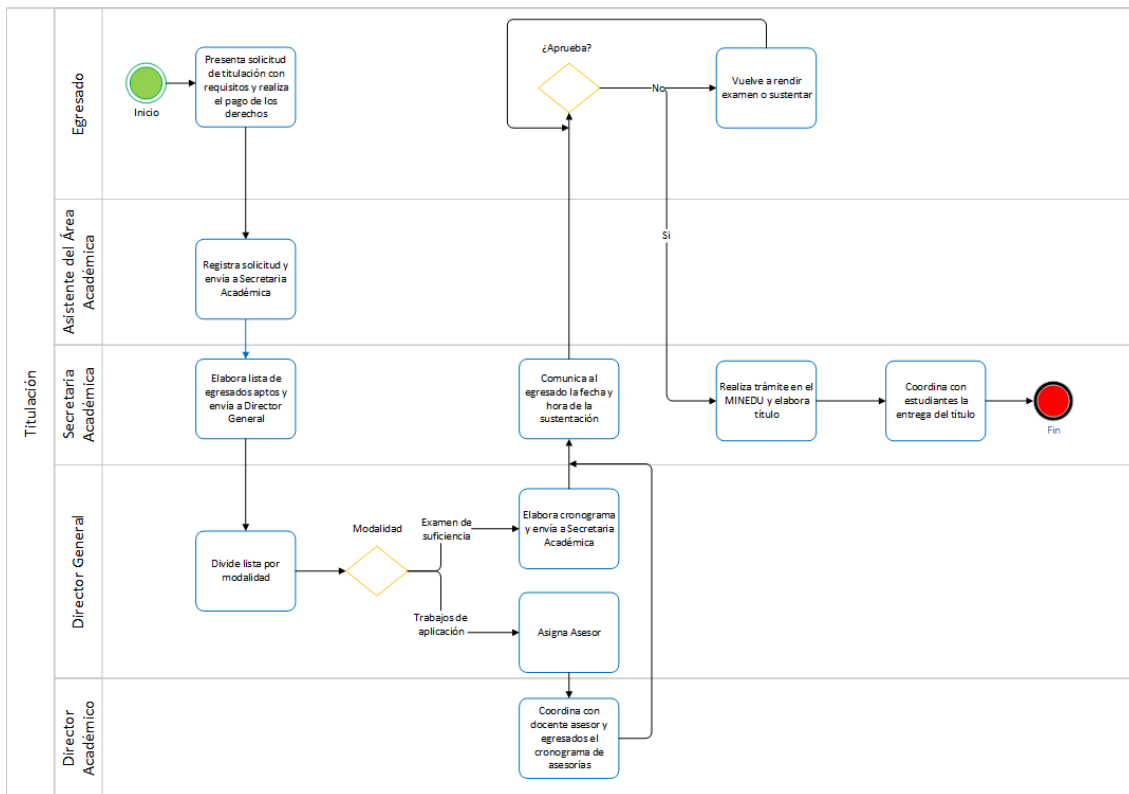 Titulación
Egresado
Inicio
Presenta solicitud
de titulación con
requisitos y realiza
el pago de los
derechos
¿Aprueba?
No
Vuelve a rendir
examen o sustentar
Si
Asistente del Área
Académica
Registra solicitud y
envía a Secretaria
Académica
Secretaria
Académica
Elabora lista de
egresados aptos y
envía a Director
General
Comunica al
egresado la fecha y
hora de la
sustentación
Realiza trámite en el
MINEDU y elabora
título
Coordina con
estudiantes la
entrega del título
Fin
Director General
Divide lista por
modalidad
Modalidad
Examen de
suficiencia
Elabora cronograma
y envía a Secretaria
Académica
Trabajos de
aplicación
Asigna Asesor
Director
Académico
Coordina con
docente asesor y
egresados el
cronograma de
asesorías